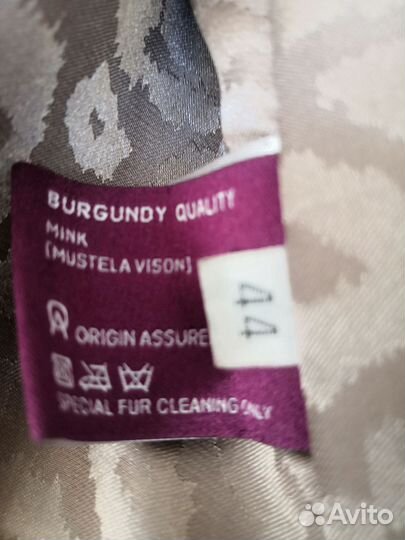 BURGUNDY QUALITY
MINK
[MUSTELA VISON]
44
ORIGIN ASSURE
SPECIAL FUR CLEANING ONLY
Avito